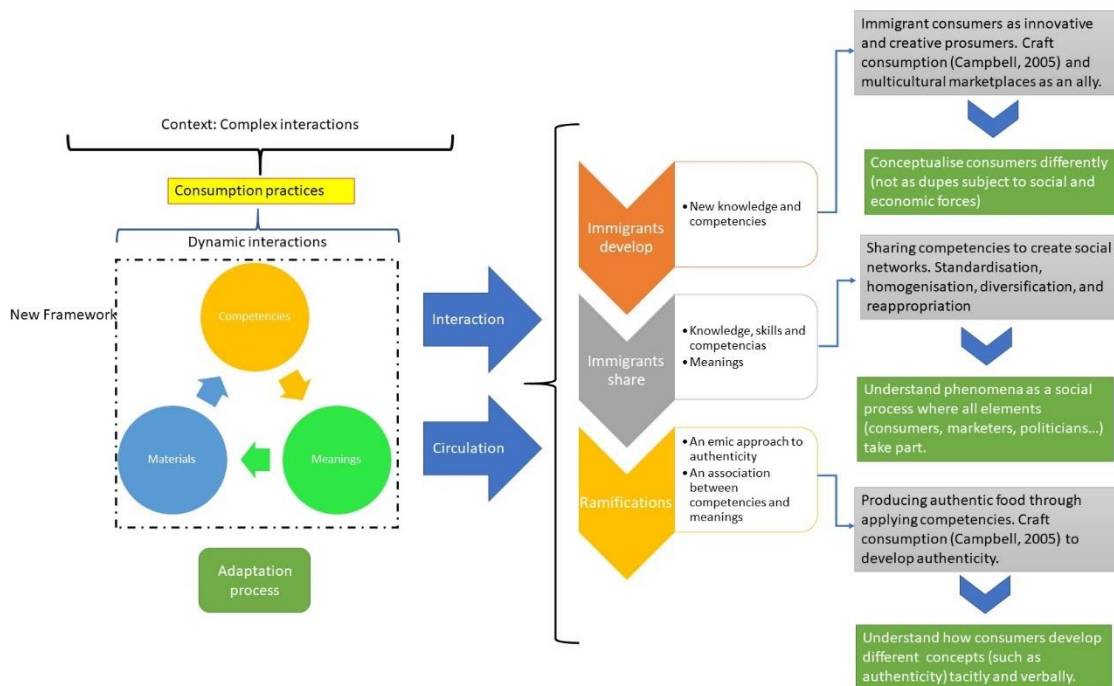 Context: Complex interactions
Consumption practices
Dynamic interactions
New Framework
Competencies
Materials
Meanings
Adaptation
process
Interaction
Circulation
Immigrants
develop
• New knowledge and
competencies
Immigrants
share
• Knowledge, skills and
competencias
• Meanings
Ramifications
• An emic approach to
authenticity
• An association
between
competencies and
meanings
Immigrant consumers as innovative
and creative prosumers. Craft
consumption (Campbell, 2005) and
multicultural marketplaces as an ally.
Conceptualise consumers differently
(not as dupes subject to social and
economic forces)
Sharing competencies to create social
networks. Standardisation,
homogenisation, diversification, and
reappropriation
Understand phenomena as a social
process where all elements
(consumers, marketers, politicians...)
take part.
Producing authentic food through
applying competencies. Craft
consumption (Campbell, 2005) to
develop authenticity.
Understand how consumers develop
different concepts (such as
authenticity) tacitly and verbally.